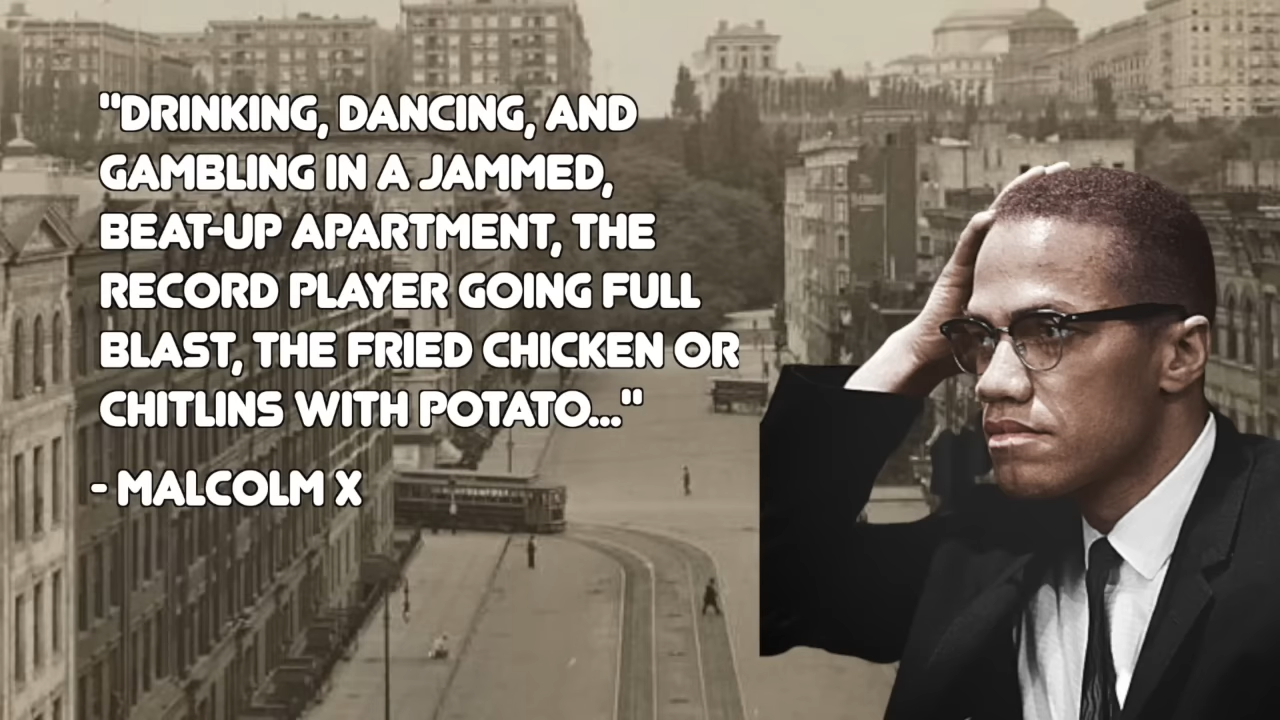 "DRINKING, DANCING, AND
GAMBLING IN A JAMMED,
BEAT-UP APARTMENT, THE
RECORD PLAYER GOING FULL
BLAST, THE FRIED CHICKEN OR
CHITLINS WITH POTATO..."
- MALCOLM X